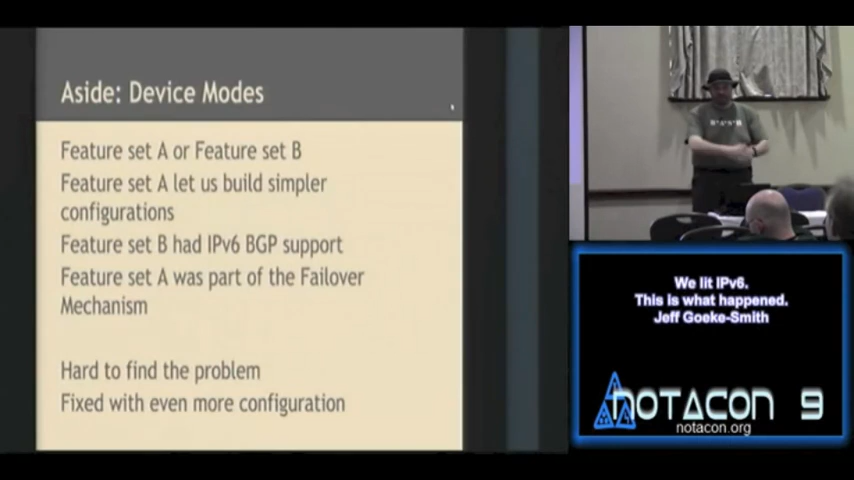 Aside: Device Modes
Feature set A or Feature set B
Feature set A let us build simpler
configurations
Feature set B had IPv6 BGP support
Feature set A was part of the Failover
Mechanism
Hard to find the problem
Fixed with even more configuration
We lit IPv6.
This is what happened.
Jeff Goeke-Smith
NOTACON 9
notacon.org